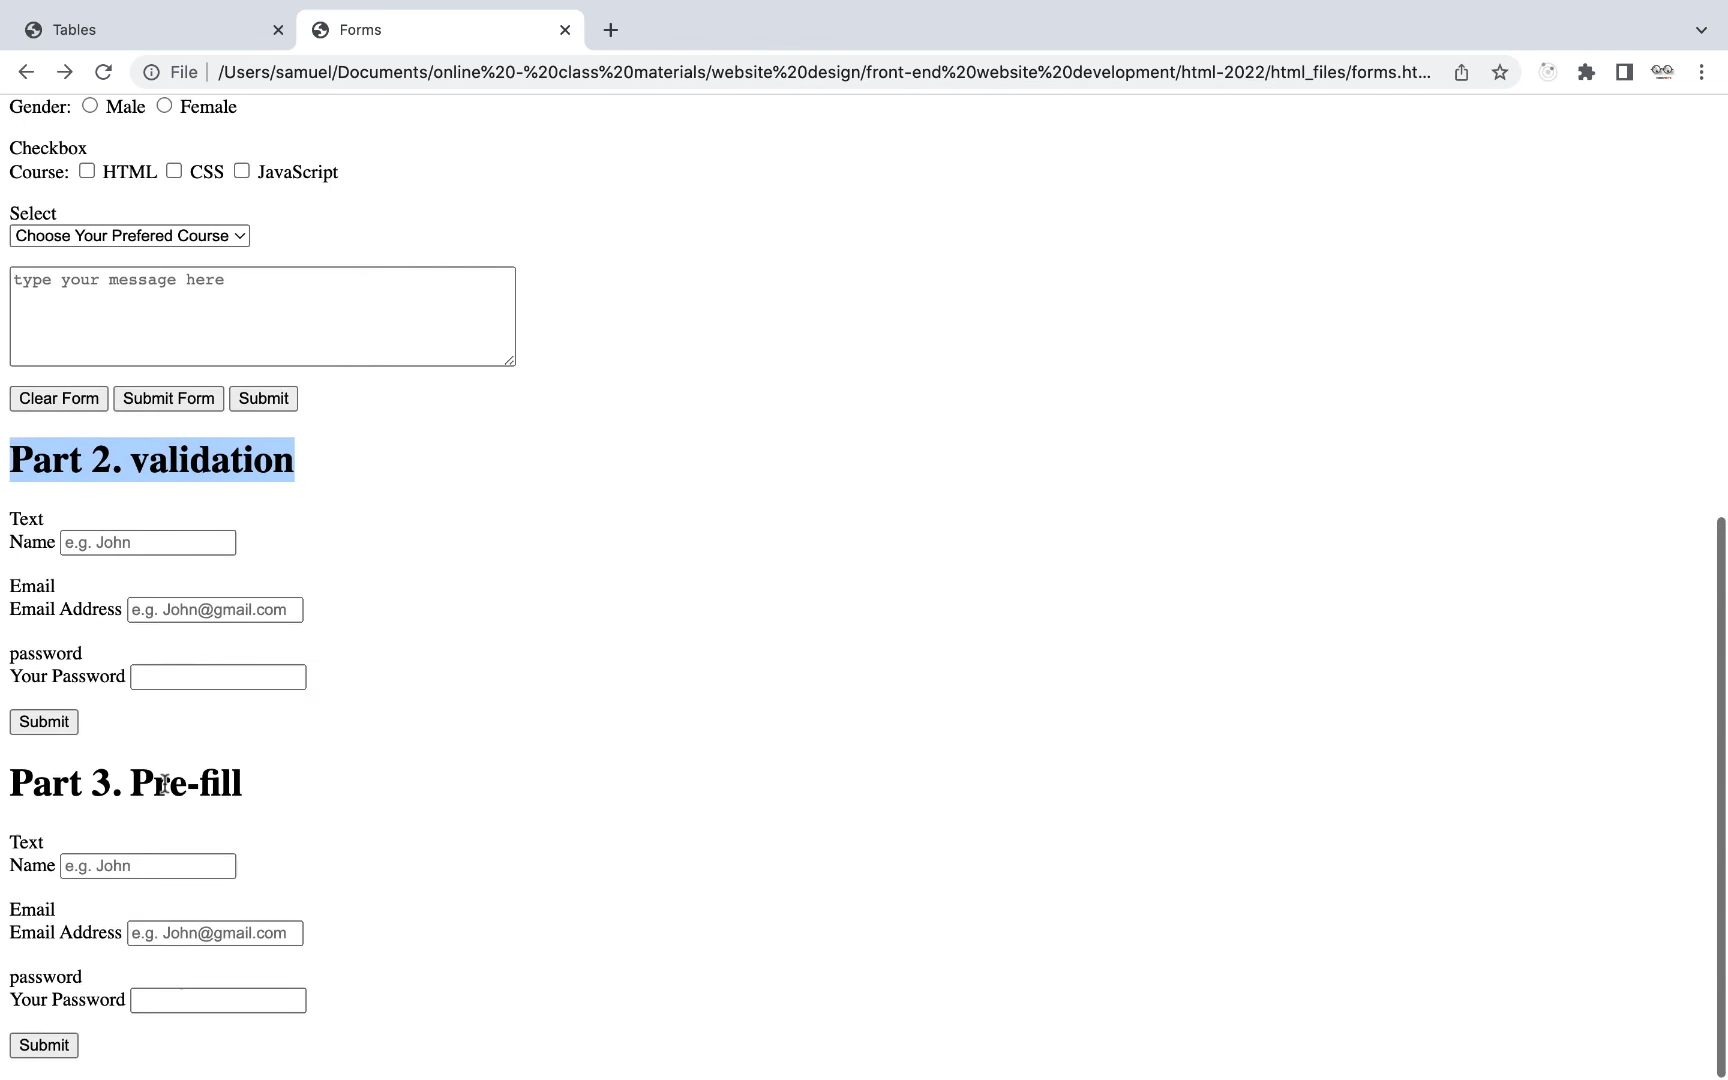 Tables
Forms
File /Users/samuel/Documents/online%20-%20class%20materials/website%20design/front-end%20website%20development/html-2022/html_files/forms.ht...
Gender: Male Female
Checkbox
Course: HTML CSS JavaScript
Select
Choose Your Prefered Course
type your message here
Clear Form Submit Form Submit
Part 2. validation
Text
Name e.g. John
Email
Email Address e.g. John@gmail.com
password
Your Password
Submit
Part 3. Pre-fill
Text
Name e.g. John
Email
Email Address e.g. John@gmail.com
password
Your Password
Submit